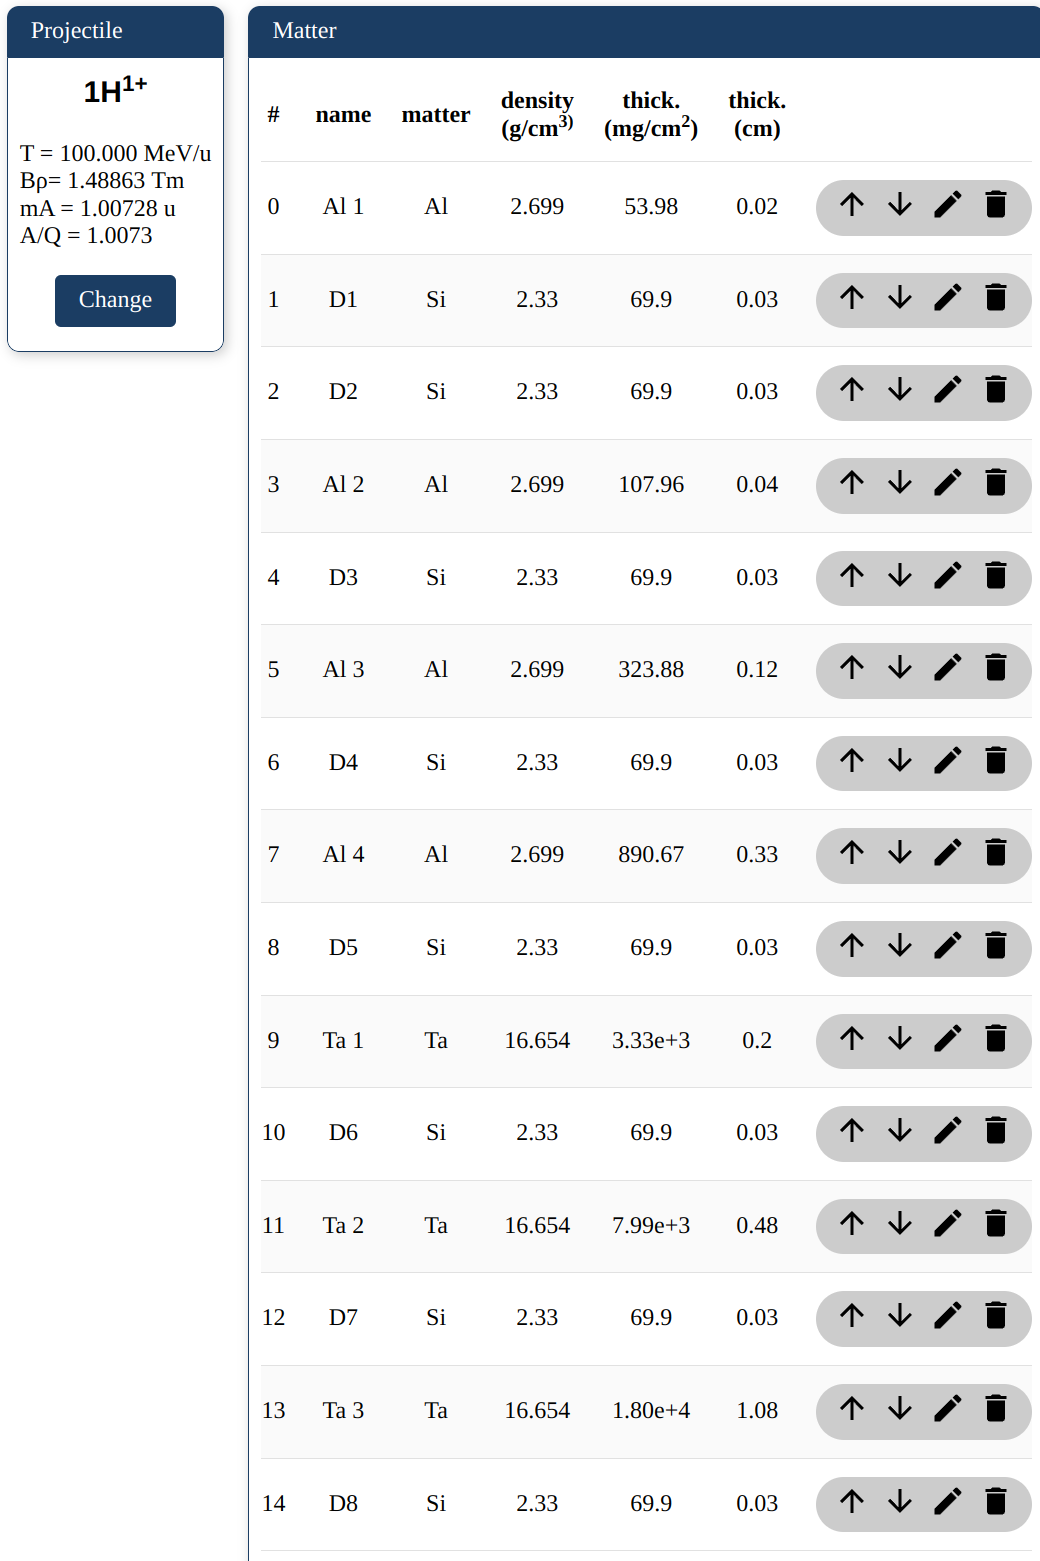 Projectile
1H1+
T = 100.000 MeV/u
Bρ= 1.48863 Tm
mA = 1.00728 u
A/Q = 1.0073
Change
Matter
# name matter density (g/cm3) thick. (mg/cm2) thick. (cm)
0 Al 1 Al 2.699 53.98 0.02
1 D1 Si 2.33 69.9 0.03
2 D2 Si 2.33 69.9 0.03
3 Al 2 Al 2.699 107.96 0.04
4 D3 Si 2.33 69.9 0.03
5 Al 3 Al 2.699 323.88 0.12
6 D4 Si 2.33 69.9 0.03
7 Al 4 Al 2.699 890.67 0.33
8 D5 Si 2.33 69.9 0.03
9 Ta 1 Ta 16.654 3.33e+3 0.2
10 D6 Si 2.33 69.9 0.03
11 Ta 2 Ta 16.654 7.99e+3 0.48
12 D7 Si 2.33 69.9 0.03
13 Ta 3 Ta 16.654 1.80e+4 1.08
14 D8 Si 2.33 69.9 0.03